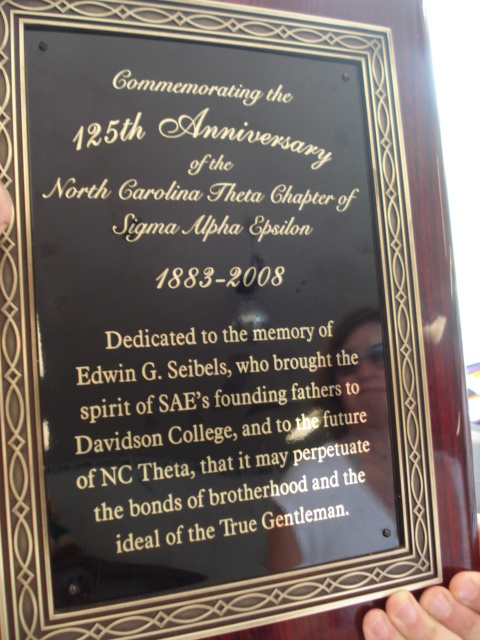 Commemorating the
125th Anniversary
of the
North Carolina Theta Chapter of
Sigma Alpha Epsilon
1883-2008
Dedicated to the memory of
Edwin G. Seibels, who brought the
spirit of SAE's founding fathers to
Davidson College, and to the future
of NC Theta, that it may perpetuate
the bonds of brotherhood and the
ideal of the True Gentleman.